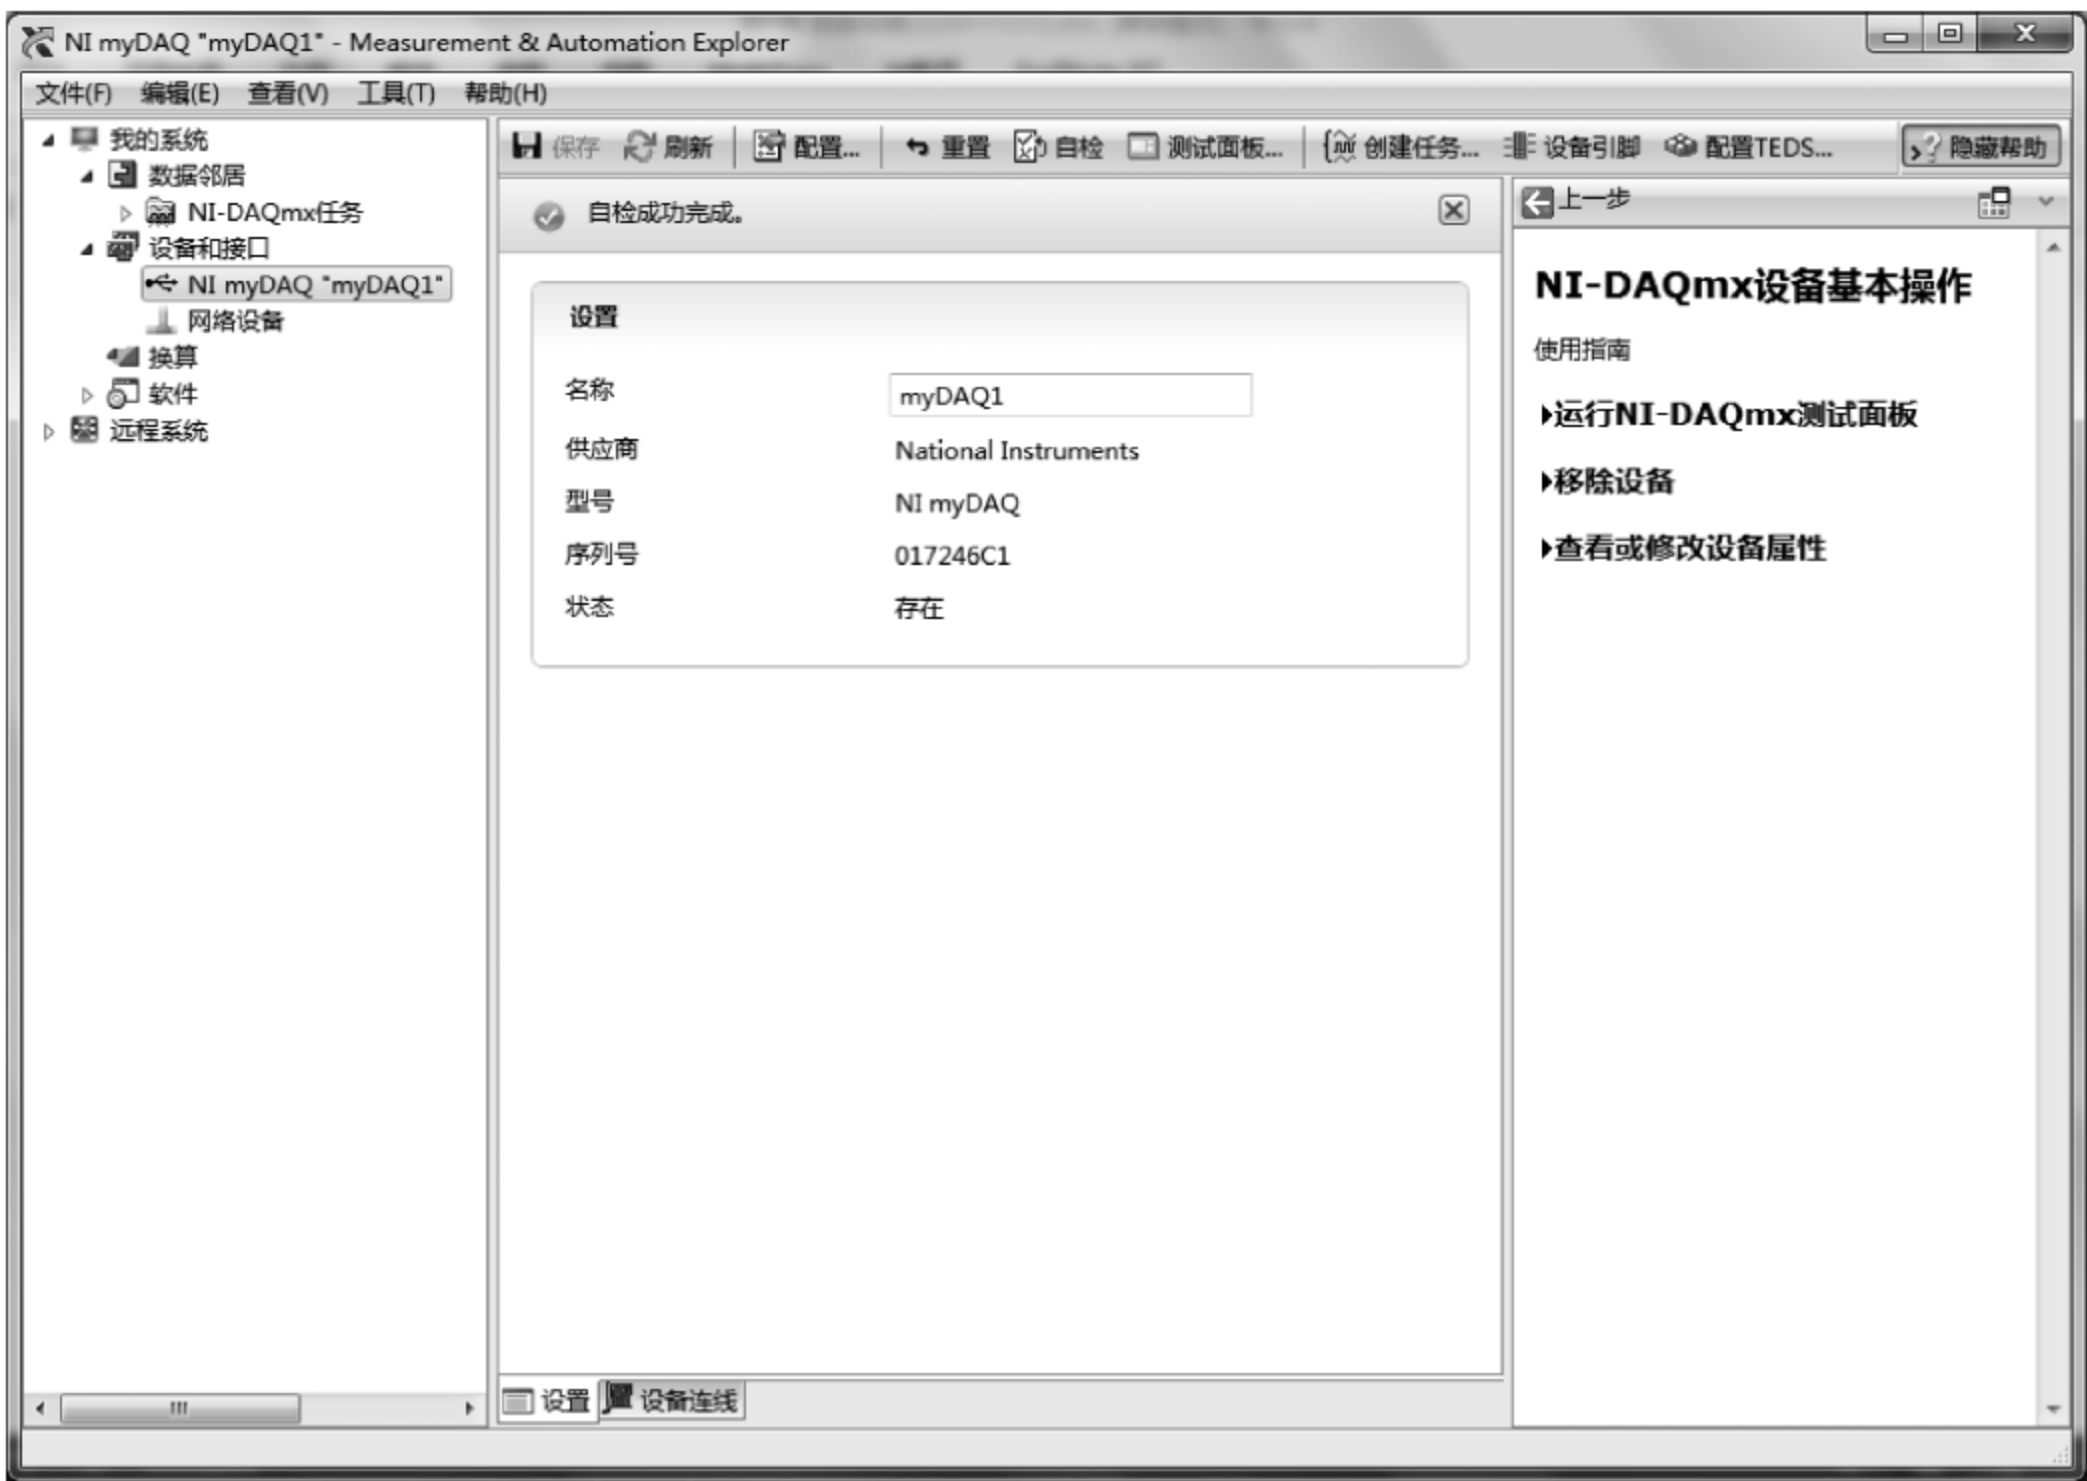 NI myDAQ "myDAQ1" - Measurement & Automation Explorer
文件(F) 编辑(E) 查看(V) 工具(T) 帮助(H)
我的系统
数据邻居
NI-DAQmx任务
设备和接口
NI myDAQ "myDAQ1"
网络设备
换算
软件
远程系统
保存 刷新 配置... 重置 自检 测试面板... 创建任务... 设备引脚 配置TEDS... 隐藏帮助
自检成功完成。
设置
名称 myDAQ1
供应商 National Instruments
型号 NI myDAQ
序列号 017246C1
状态 存在
设置 设备连线
上一步
NI-DAQmx设备基本操作
使用指南
运行NI-DAQmx测试面板
移除设备
查看或修改设备属性